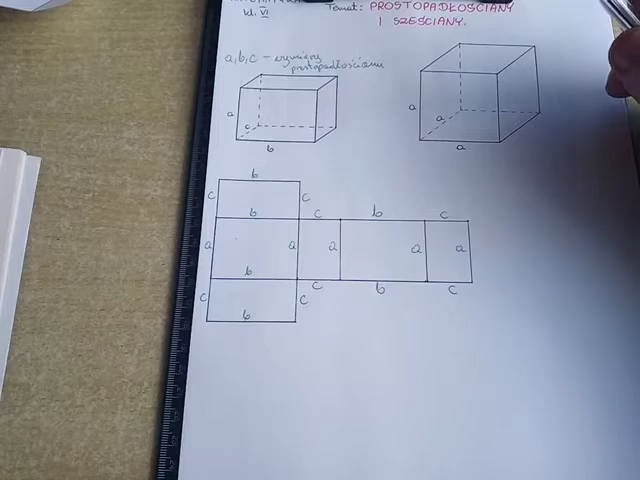 kl. VI
Temat: PROSTOPADŁOŚCIANY
I SZEŚCIANY.
a, b, c - wymiary
prostopadłościanu
a
c
b
a
a
a
b
c
c
b
c
b
c
a
a
a
a
a
b
c
b
c
c
c
b